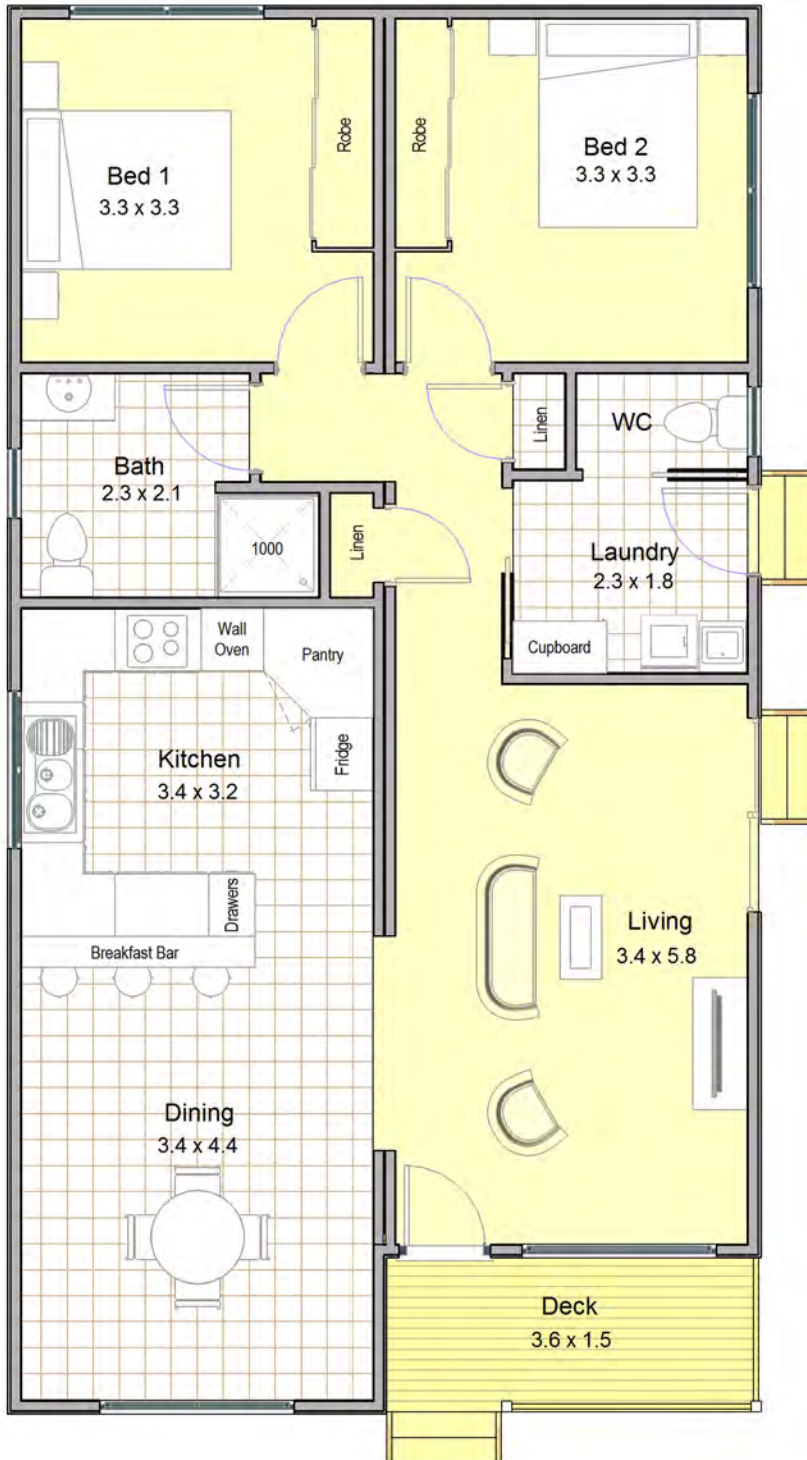 Bed 1
3.3 x 3.3
Robe
Robe
Bed 2
3.3 x 3.3
Bath
2.3 x 2.1
1000
Linen
Linen
WC
Laundry
2.3 x 1.8
Cupboard
Wall
Oven
Pantry
Fridge
Kitchen
3.4 x 3.2
Drawers
Breakfast Bar
Living
3.4 x 5.8
Dining
3.4 x 4.4
Deck
3.6 x 1.5